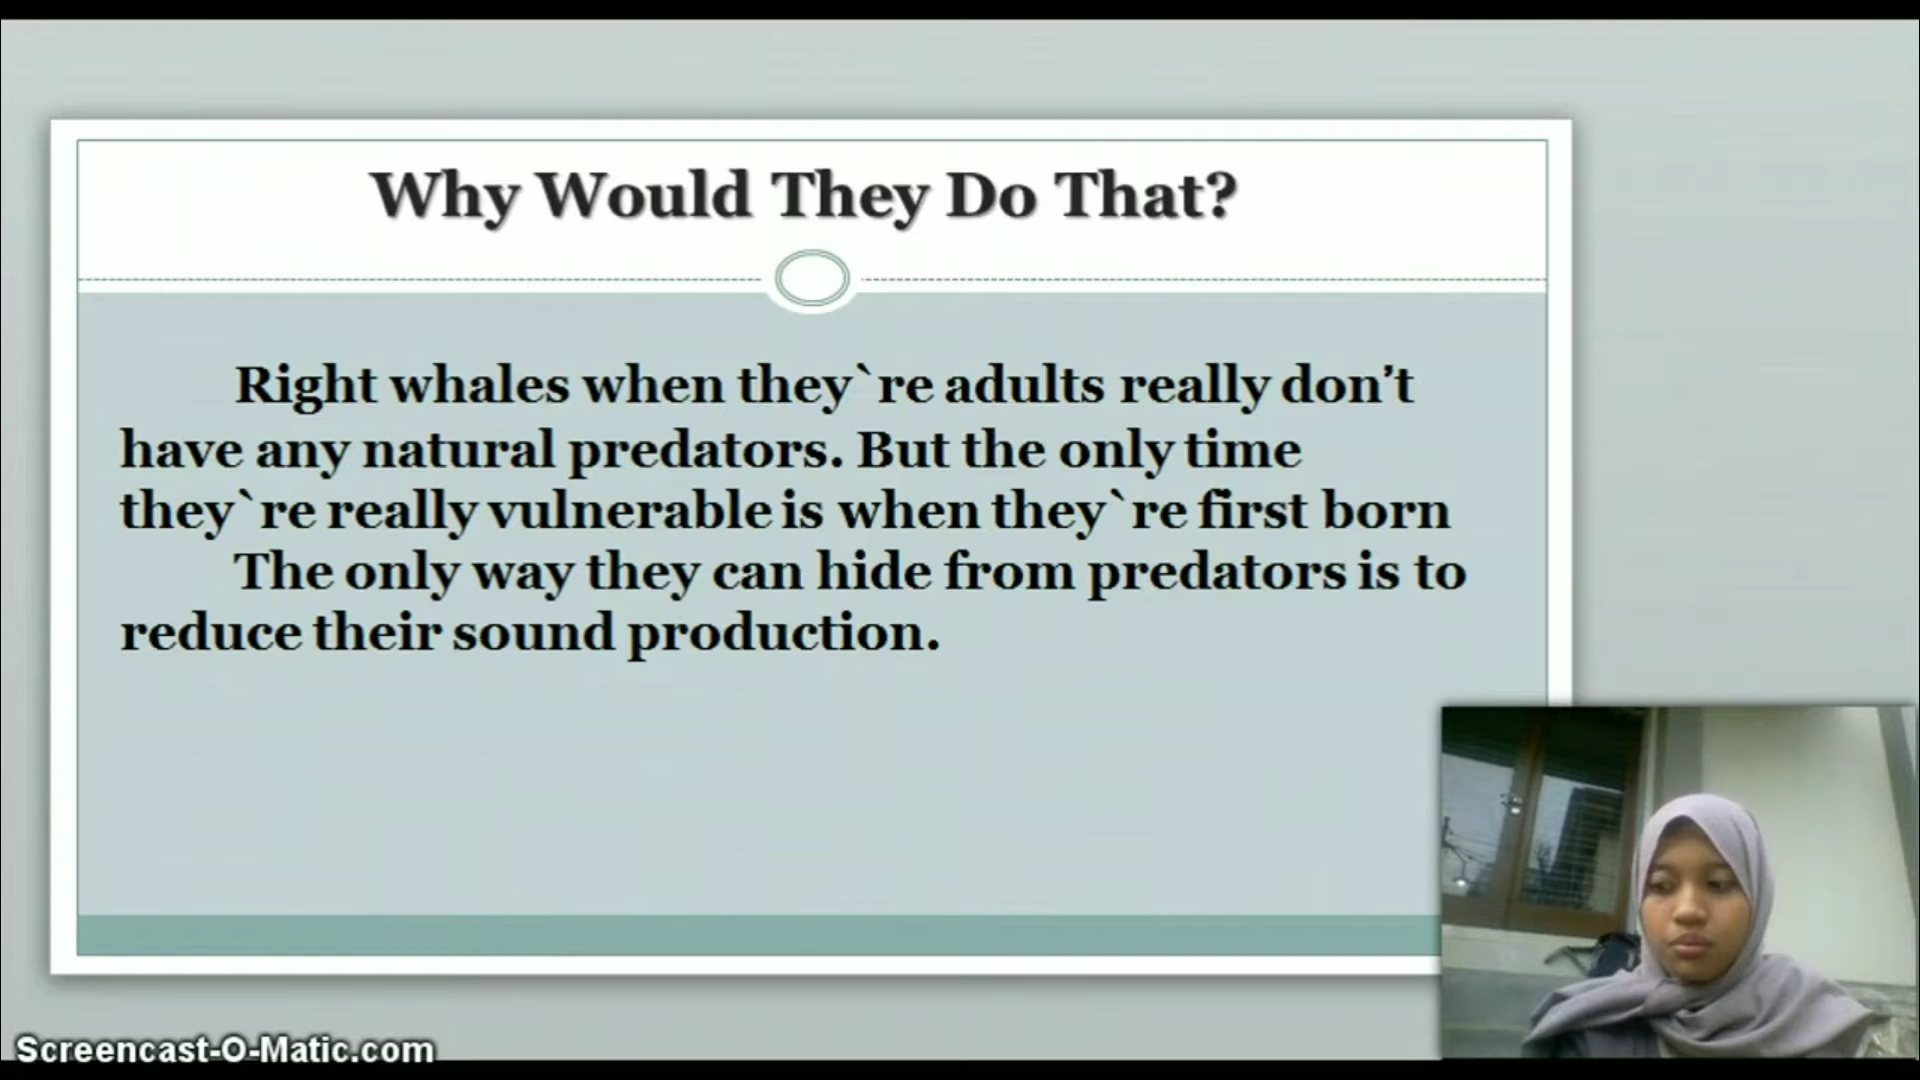 Why Would They Do That?
Right whales when they`re adults really don't
have any natural predators. But the only time
they`re really vulnerable is when they`re first born
The only way they can hide from predators is to
reduce their sound production.
Screencast-O-Matic.com